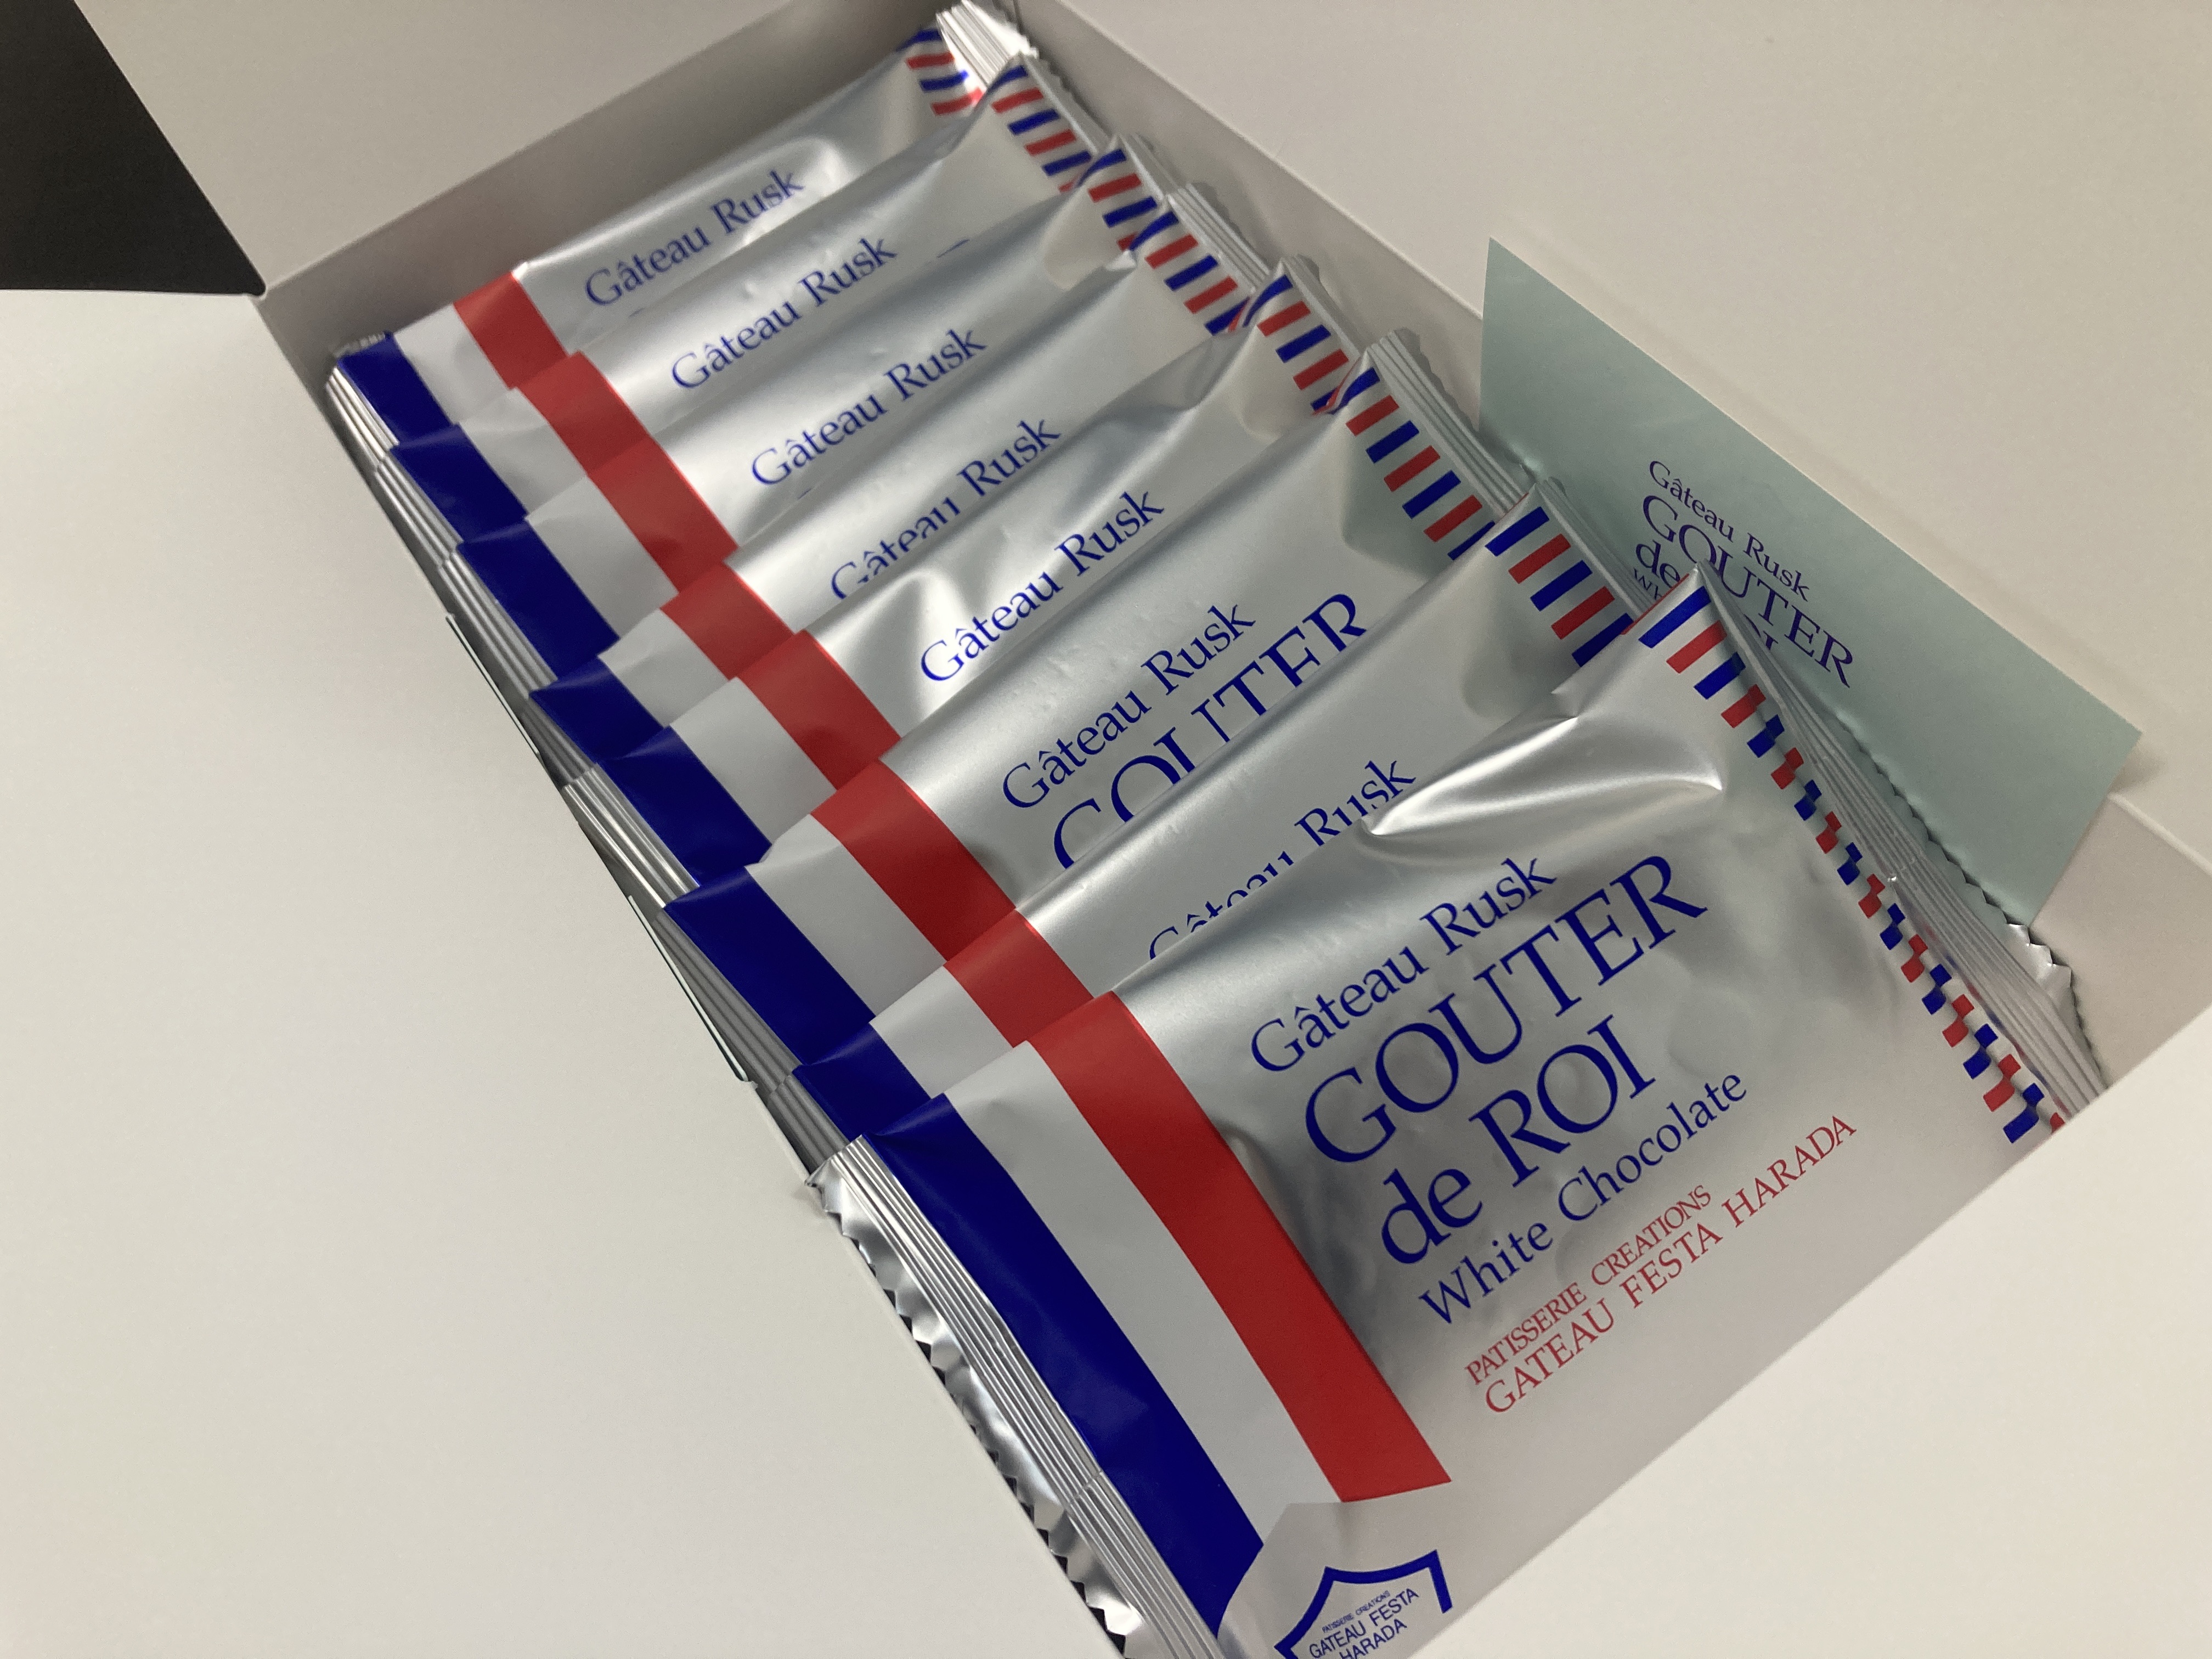 Gâteau Rusk
Gâteau Rusk
Gâteau Rusk
Gâteau Rusk
Gâteau Rusk
Gâteau Rusk
GOUTER
Gâteau Rusk
Gâteau Rusk
GOUTER
de ROI
White Chocolate
PATISSERIE CREATIONS
GATEAU FESTA HARADA
PATISSERIE CREATIONS
GATEAU FESTA
HARADA
Gâteau Rusk
GOUTER
de